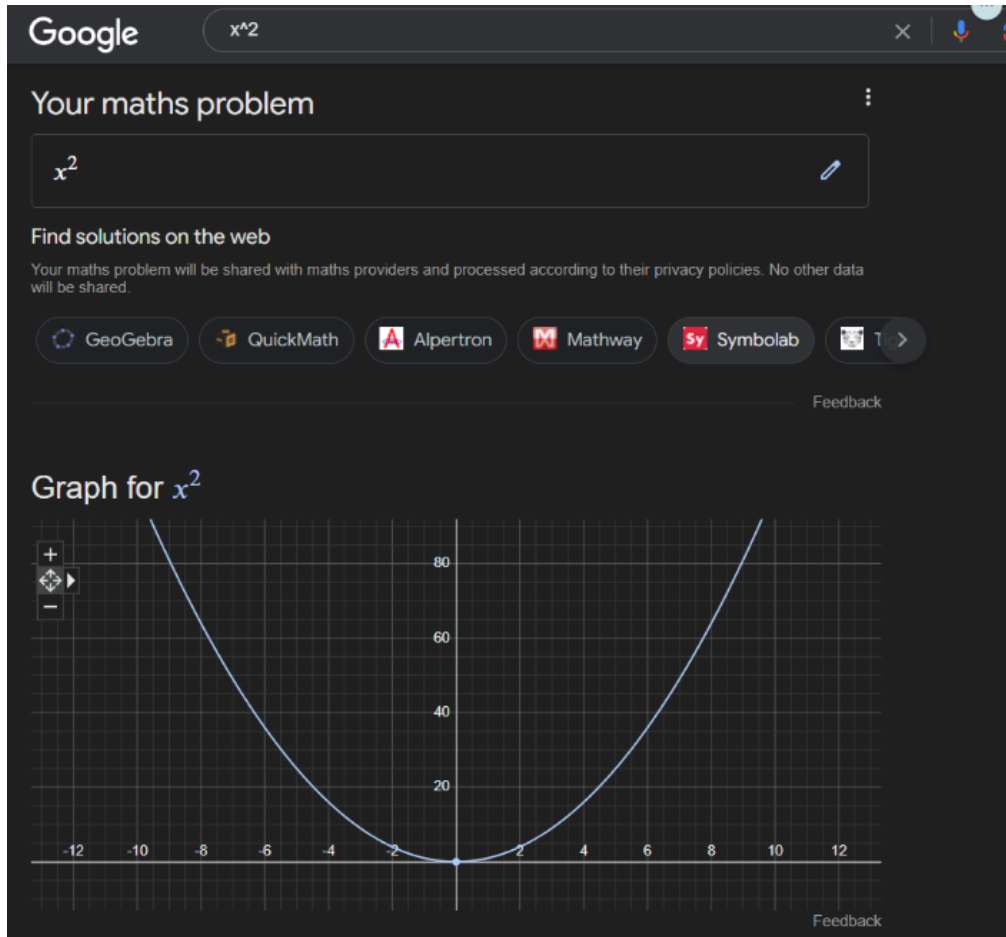 Google
x^2
Your maths problem
x²
Find solutions on the web
Your maths problem will be shared with maths providers and processed according to their privacy policies. No other data
will be shared.
GeoGebra QuickMath Alpertron Mathway Sy Symbolab
Feedback
Graph for x²
80
60
40
20
-12 -10 -8 -6 -4 -2 2 4 6 8 10 12
Feedback